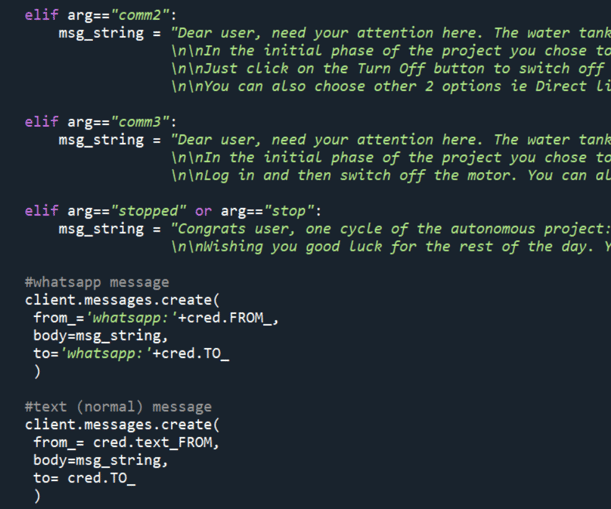 elif arg=="comm2":
msg_string = "Dear user, need your attention here. The water tank
\n\nIn the initial phase of the project you chose to
\n\nJust click on the Turn Off button to switch off
\n\nYou can also choose other 2 options ie Direct li
elif arg=="comm3":
msg_string = "Dear user, need your attention here. The water tank
\n\nIn the initial phase of the project you chose to
\n\nLog in and then switch off the motor. You can al
elif arg=="stopped" or arg=="stop":
msg_string = "Congrats user, one cycle of the autonomous project:
\n\nWishing you good luck for the rest of the day. Y
#whatsapp message
client.messages.create(
from_='whatsapp:'+cred.FROM_,
body=msg_string,
to='whatsapp:'+cred.TO_
)
#text (normal) message
client.messages.create(
from_= cred.text_FROM,
body=msg_string,
to= cred.TO_
)